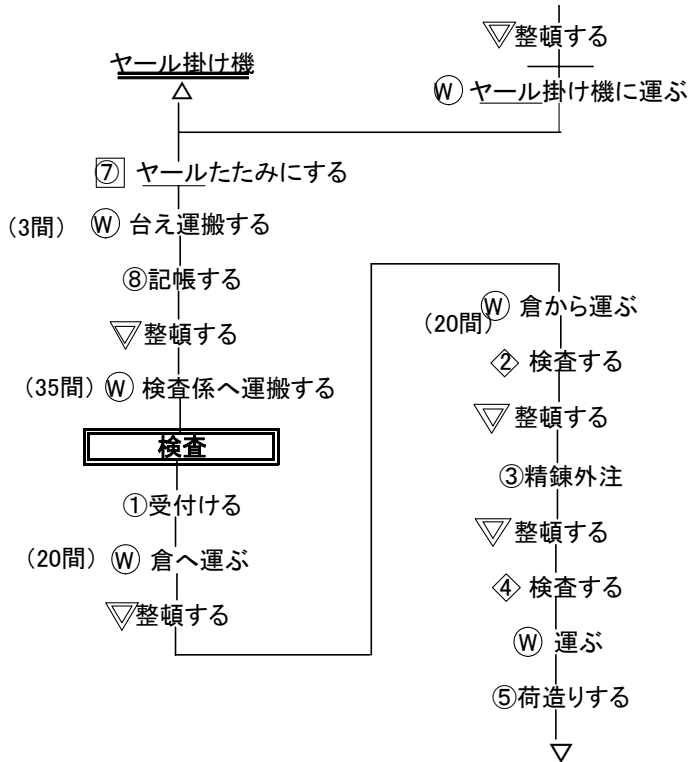 整頓する
Ⓦ ヤール掛け機に運ぶ
ヤール掛け機
⑦ ヤールたたみにする
(3間) Ⓦ 台え運搬する
⑧記帳する
整頓する
(35間) Ⓦ 検査係へ運搬する
検査
①受付ける
(20間) Ⓦ 倉へ運ぶ
整頓する
(20間) Ⓦ 倉から運ぶ
② 検査する
整頓する
③精錬外注
整頓する
④ 検査する
Ⓦ 運ぶ
⑤荷造りする